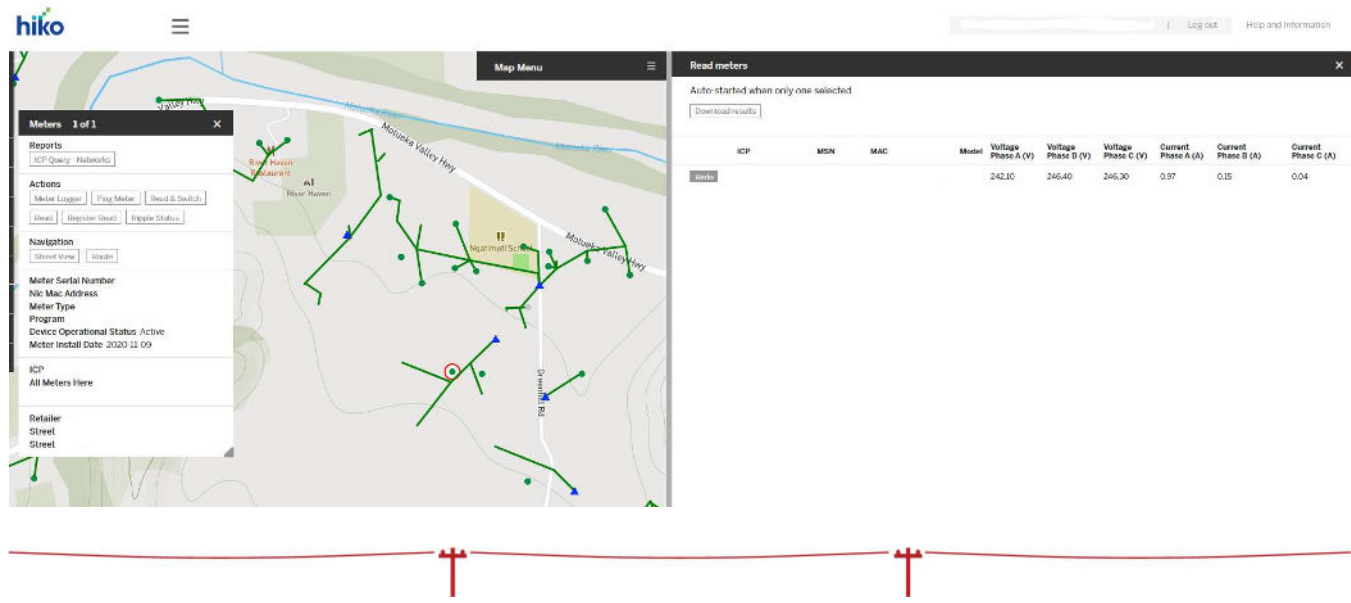 hiko
| Log out Help and Information
Map Menu
Read meters
Auto-started when only one selected
Download results
ICP MSN MAC Model Voltage Phase A (V) Voltage Phase B (V) Voltage Phase C (V) Current Phase A (A) Current Phase B (A) Current Phase C (A)
Redo 242.10 246.40 246.30 0.97 0.15 0.04
Meters 1 of 1
Reports
ICP Query - Networks
Actions
Meter Logger Ping Meter Read & Switch
Read Register Read Ripple Status
Navigation
Street View Route
Meter Serial Number
Nic Mac Address
Meter Type
Program
Device Operational Status Active
Meter Install Date 2020-11-09
ICP
All Meters Here
Retailer
Street
Street
Valley Hwy
Motueka River
Motueka River
Motueka Valley Hwy
River Haven
Restaurant
River Haven
Ngatimoti School
Motueka Valley Hwy
Greenhill Rd